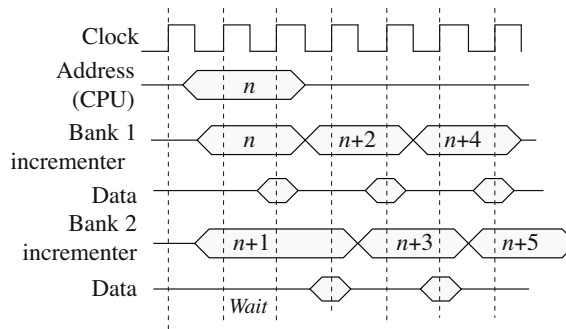 Clock
Address
(CPU)
n
Bank 1
incrementer
n
n+2
n+4
Data
Bank 2
incrementer
n+1
n+3
n+5
Data
Wait